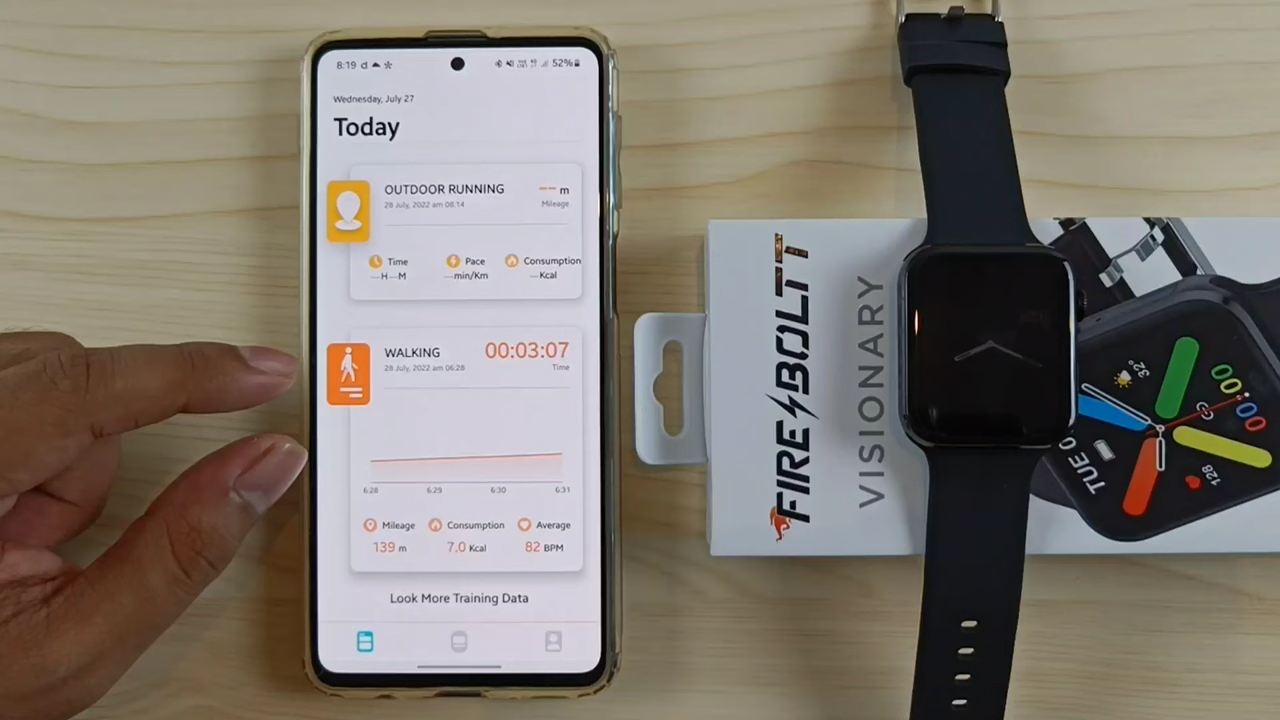 8:19
52%
Wednesday, July 27
Today
OUTDOOR RUNNING
28 July, 2022 am 08:14
--- m
Mileage
Time
--H--M
Pace
--min/Km
Consumption
--Kcal
WALKING
28 July, 2022 am 06:28
00:03:07
Time
6:28 6:29 6:30 6:31
Mileage
139 m
Consumption
7.0 Kcal
Average
82 BPM
Look More Training Data
FIRE BOLTT
VISIONARY
32°
TUE
128